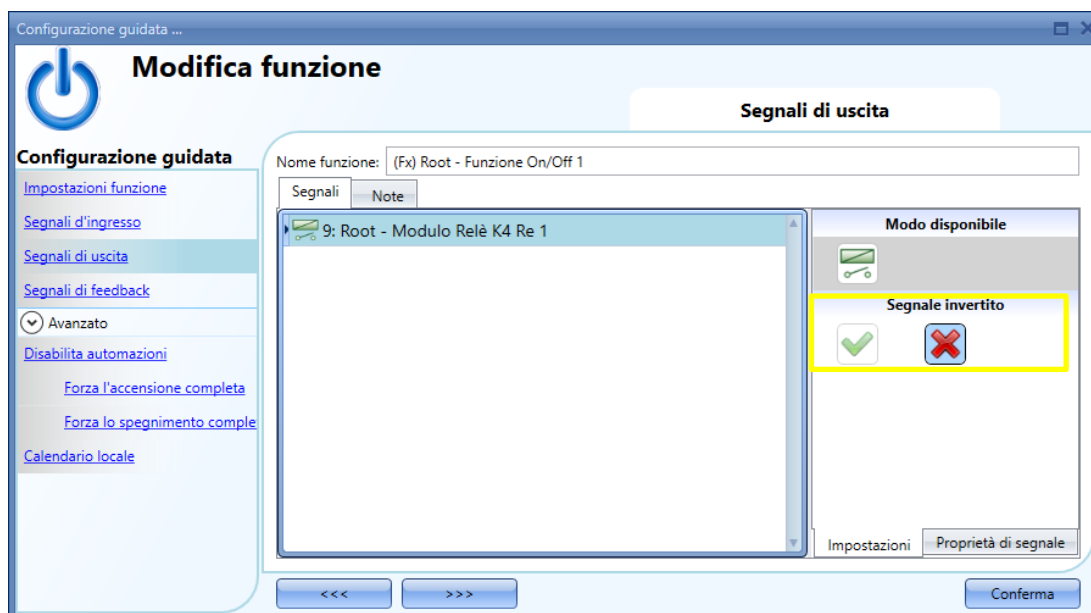 Configurazione guidata ...
Modifica funzione
Segnali di uscita
Configurazione guidata
Impostazioni funzione
Segnali d'ingresso
Segnali di uscita
Segnali di feedback
Avanzato
Disabilita automazioni
Forza l'accensione completa
Forza lo spegnimento comple
Calendario locale
Nome funzione: (Fx) Root - Funzione On/Off 1
Segnali Note
9: Root - Modulo Relè K4 Re 1
Modo disponibile
Segnale invertito
Impostazioni Proprietà di segnale
<<< >>> Conferma